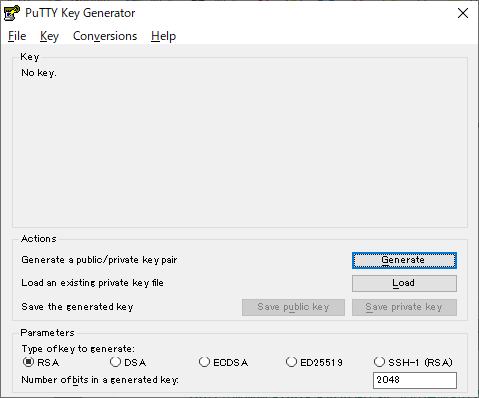 PuTTY Key Generator
File Key Conversions Help
Key
No key.
Actions
Generate a public/private key pair Generate
Load an existing private key file Load
Save the generated key Save public key Save private key
Parameters
Type of key to generate:
RSA DSA ECDSA ED25519 SSH-1 (RSA)
Number of bits in a generated key: 2048